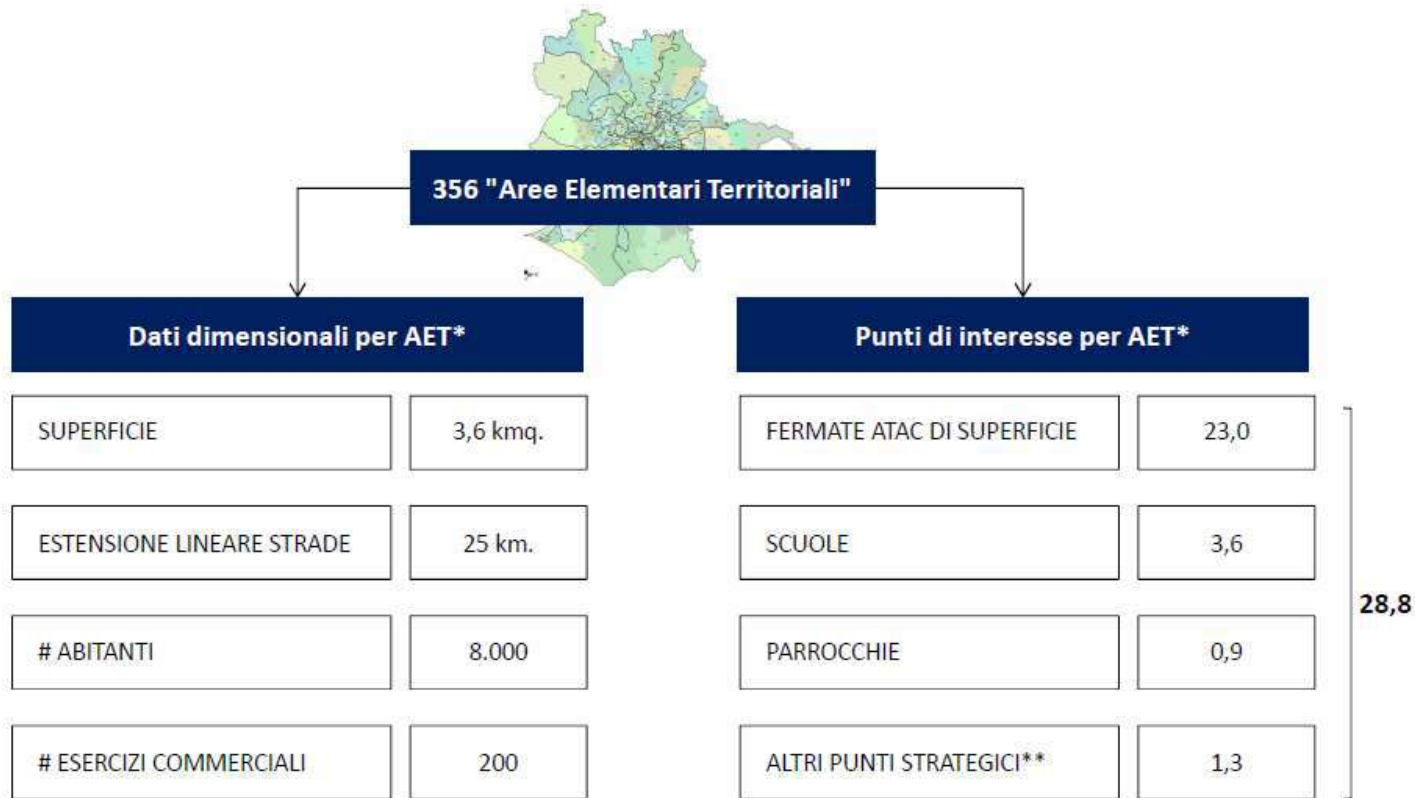 356 "Aree Elementari Territoriali"
Dati dimensionali per AET*
SUPERFICIE
3,6 kmq.
ESTENSIONE LINEARE STRADE
25 km.
# ABITANTI
8.000
# ESERCIZI COMMERCIALI
200
Punti di interesse per AET*
FERMATE ATAC DI SUPERFICIE
23,0
SCUOLE
3,6
PARROCCHIE
0,9
ALTRI PUNTI STRATEGICI**
1,3
28,8